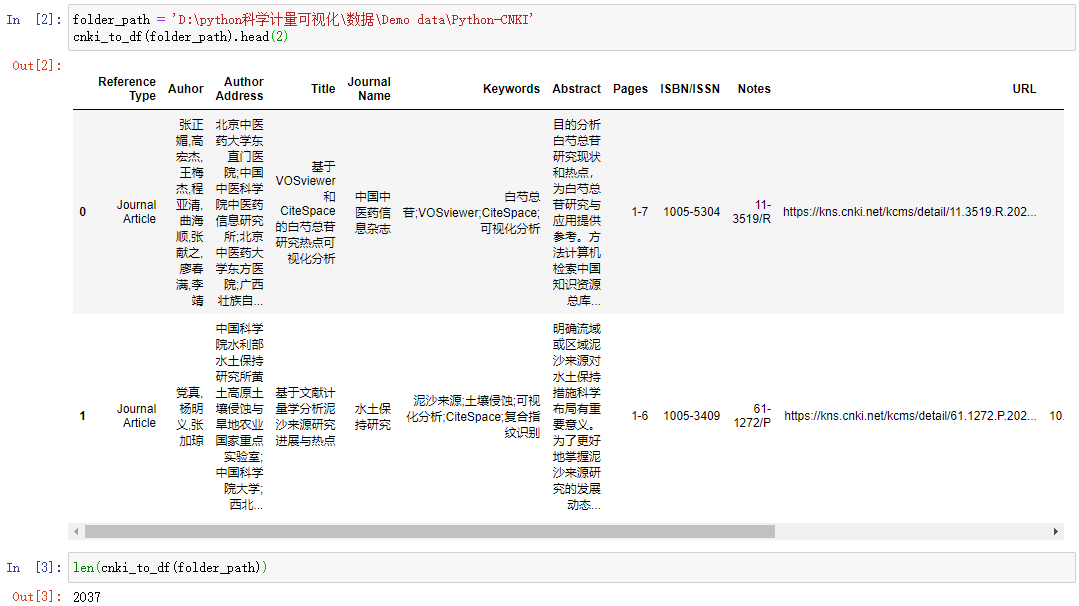 In [2]: folder_path = 'D:\python科学计量可视化\数据\Demo data\Python-CNKI'
cnki_to_df(folder_path).head(2)
Out[2]:
Reference Type
Auhor
Author Address
Title
Journal Name
Keywords
Abstract
Pages
ISBN/ISSN
Notes
URL
0
Journal
Article
张正
媚,高
宏杰,
王梅
杰,程
亚清,
曲海
顺,张
献之,
廖春
满,李
靖
北京中医
药大学东
直门医
院;中国
中医科学
院中医药
信息研究
所;北京
中医药大
学东方医
院;广西
壮族自...
基于
VOSviewer
和
CiteSpace
的白芍总苷
研究热点可
视化分析
中国中
医药信
息杂志
白芍总
苷;VOSviewer;CiteSpace;
可视化分析
目的分析
白芍总苷
研究现状
和热点，
为白芍总
苷研究与
应用提供
参考。方
法计算机
检索中国
知识资源
总库...
1-7
1005-5304
11-
3519/R
https://kns.cnki.net/kcms/detail/11.3519.R.202...
1
Journal
Article
党真,
杨明
义,张
加琼
中国科学
院水利部
水土保持
研究所黄
土高原土
壤侵蚀与
旱地农业
国家重点
实验室;
中国科学
院大学;
西北...
基于文献计
量学分析泥
沙来源研究
进展与热点
水土保
持研究
泥沙来源;土壤侵蚀;可视
化分析;CiteSpace;复合指
纹识别
明确流域
或区域泥
沙来源对
水土保持
措施科学
布局有重
要意义。
为了更好
地掌握泥
沙来源研
究的发展
动态...
1-6
1005-3409
61-
1272/P
https://kns.cnki.net/kcms/detail/61.1272.P.202...
10.
In [3]: len(cnki_to_df(folder_path))
Out[3]: 2037